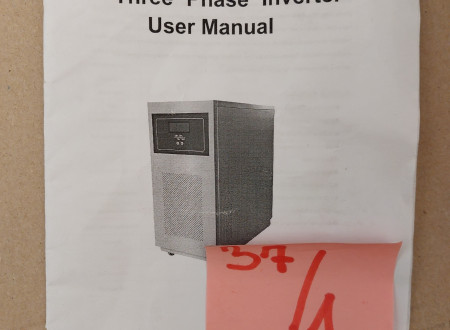 Three Phase Inverter
User Manual
37
/1